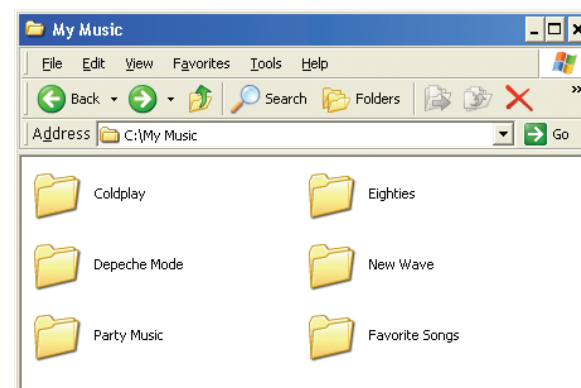 My Music
File Edit View Favorites Tools Help
Back Search Folders »
Address C:\My Music Go
Coldplay Eighties
Depeche Mode New Wave
Party Music Favorite Songs